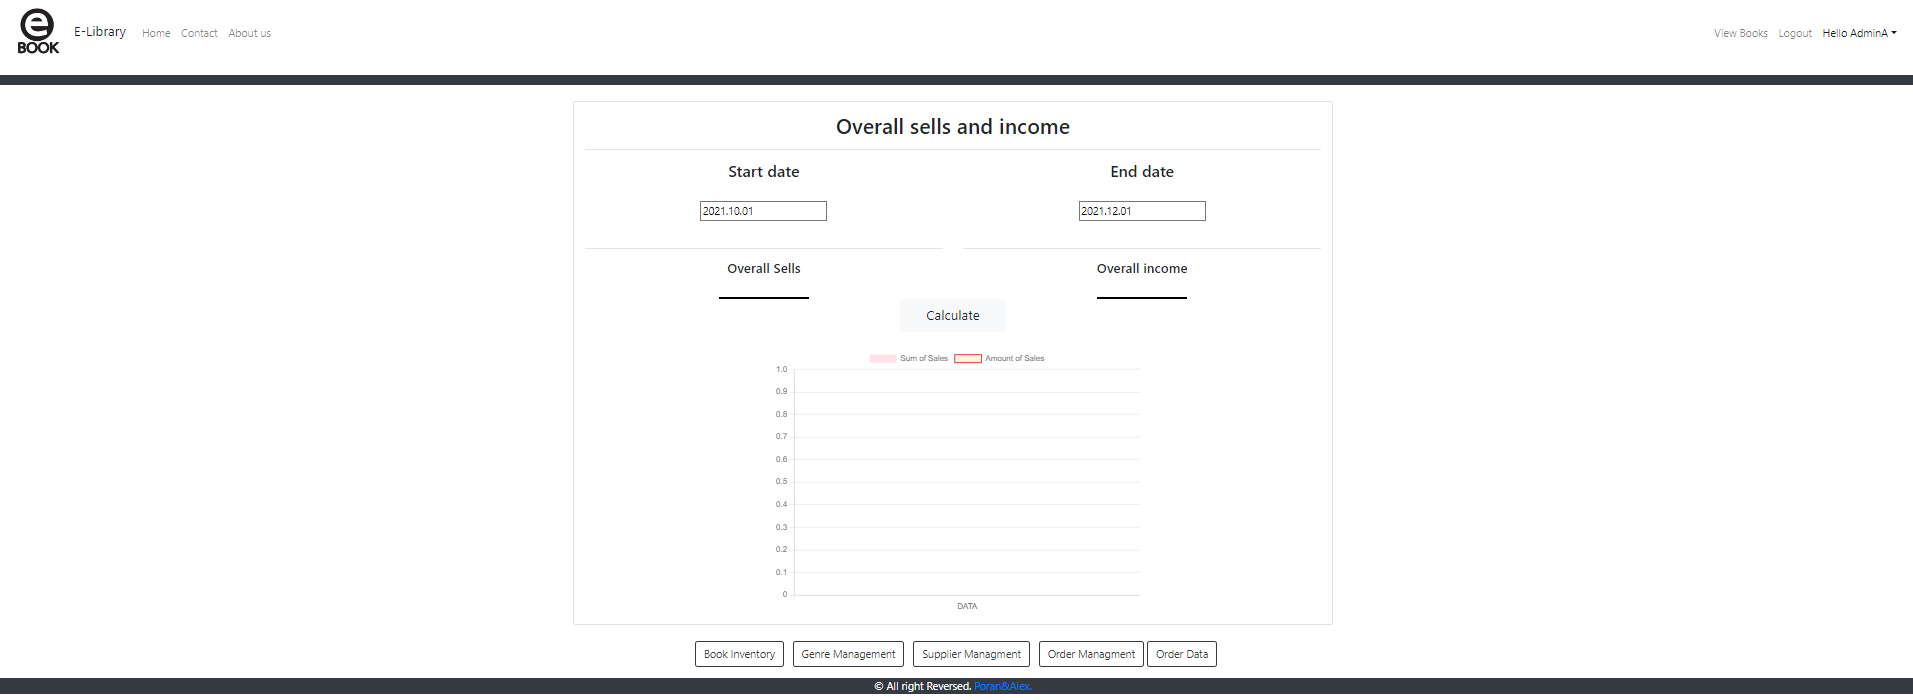 e
BOOK
E-Library Home Contact About us View Books Logout Hello AdminA
Overall sells and income
Start date End date
2021.10.01 2021.12.01
Overall Sells Overall income
Calculate
Sum of Sales Amount of Sales
1.0
0.9
0.8
0.7
0.6
0.5
0.4
0.3
0.2
0.1
0
DATA
Book Inventory Genre Management Supplier Managment Order Managment Order Data
© All right Reversed. Poran&Alex.